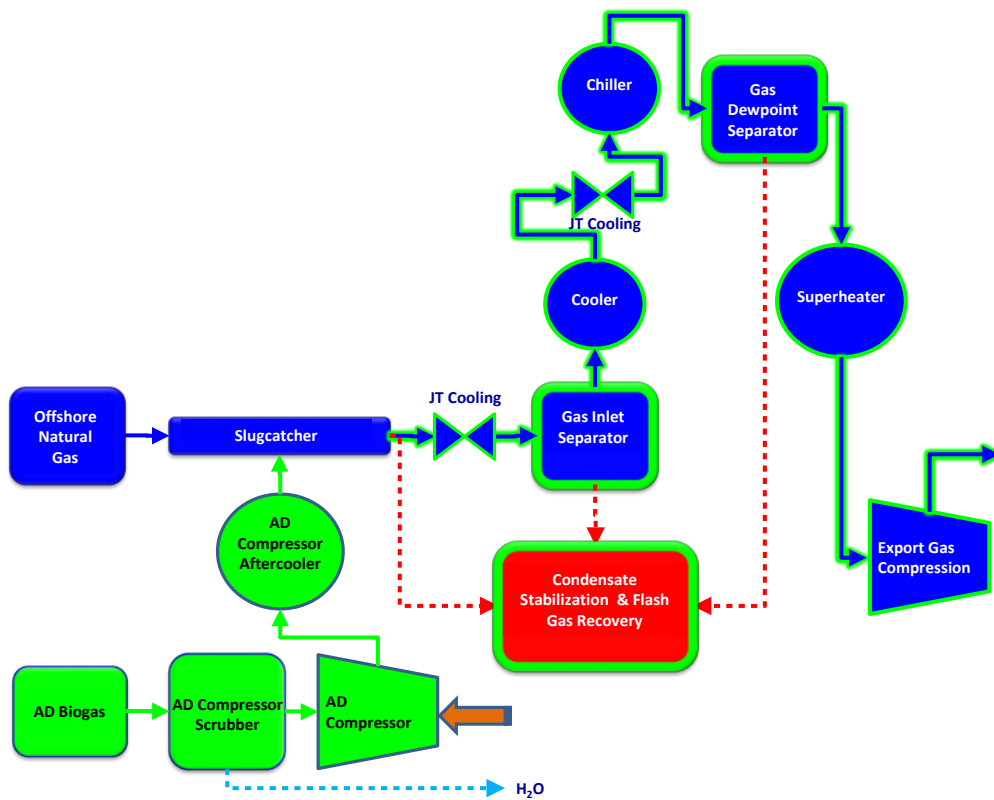 Chiller
Gas
Dewpoint
Separator
JT Cooling
Cooler
Superheater
JT Cooling
Offshore
Natural
Gas
Slugcatcher
Gas Inlet
Separator
AD
Compressor
Aftercooler
Export Gas
Compression
Condensate
Stabilization & Flash
Gas Recovery
AD Biogas
AD Compressor
Scrubber
AD
Compressor
H₂O